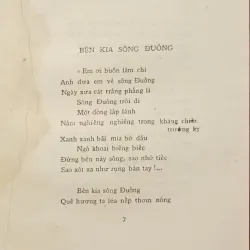 BÊN KIA SÔNG ĐUỐNG
«Em ơi buồn làm chi
Anh đưa em về sông Đuống
Ngày xưa cát trắng phẳng lì
Sông Đuống trôi đi
Một dòng lấp lánh
Nằm nghiêng nghiêng trong kháng chiến
trường kỳ
Xanh xanh bãi mía bờ dâu
Ngô khoai biêng biếc
Đứng bên này sông, sao nhớ tiếc
Sao xót xa như rụng bàn tay !...
Bên kia sông Đuống
Quê hương ta lúa nếp thơm nồng
7